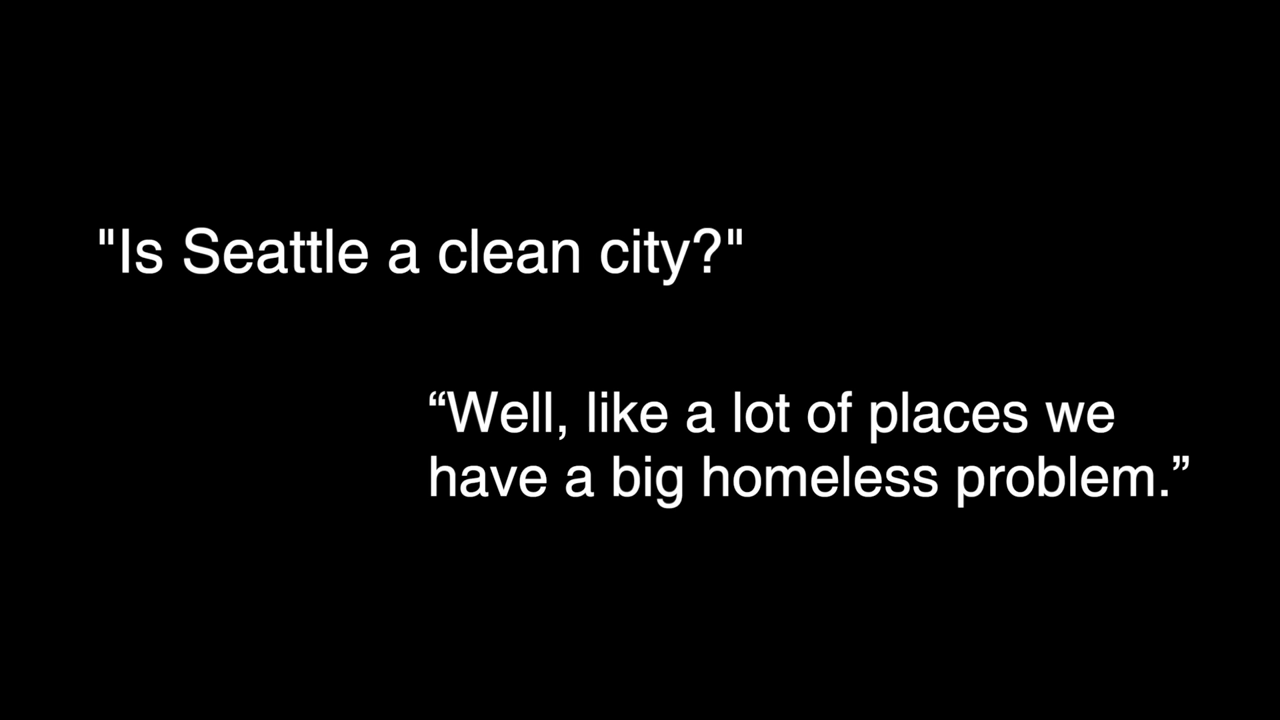 "Is Seattle a clean city?"
“Well, like a lot of places we
have a big homeless problem.”